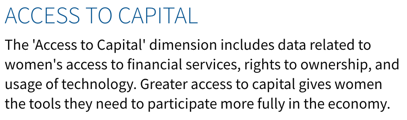 ACCESS TO CAPITAL
The 'Access to Capital' dimension includes data related to
women's access to financial services, rights to ownership, and
usage of technology. Greater access to capital gives women
the tools they need to participate more fully in the economy.